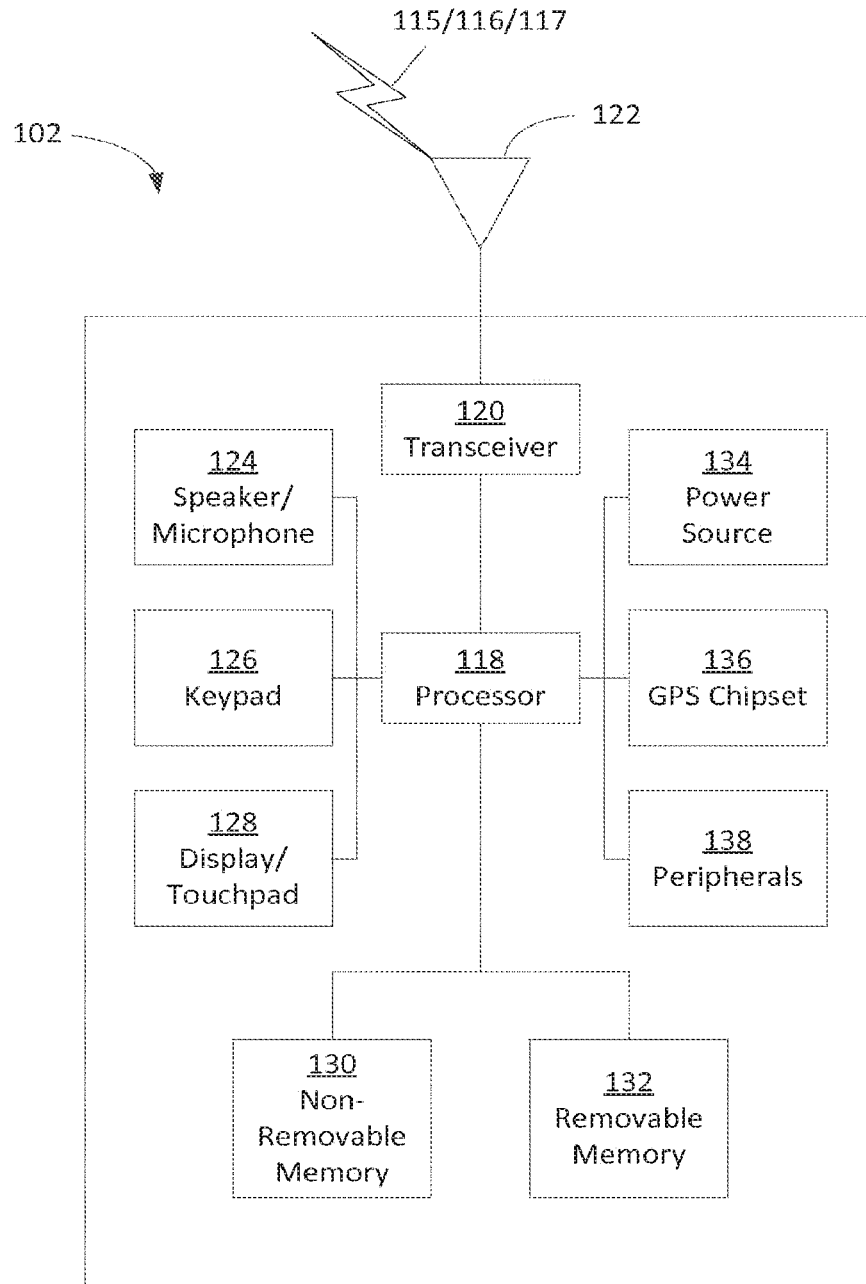 115/116/117
102
122
120
Transceiver
124
Speaker/
Microphone
134
Power
Source
126
Keypad
118
Processor
136
GPS Chipset
128
Display/
Touchpad
138
Peripherals
130
Non-
Removable
Memory
132
Removable
Memory